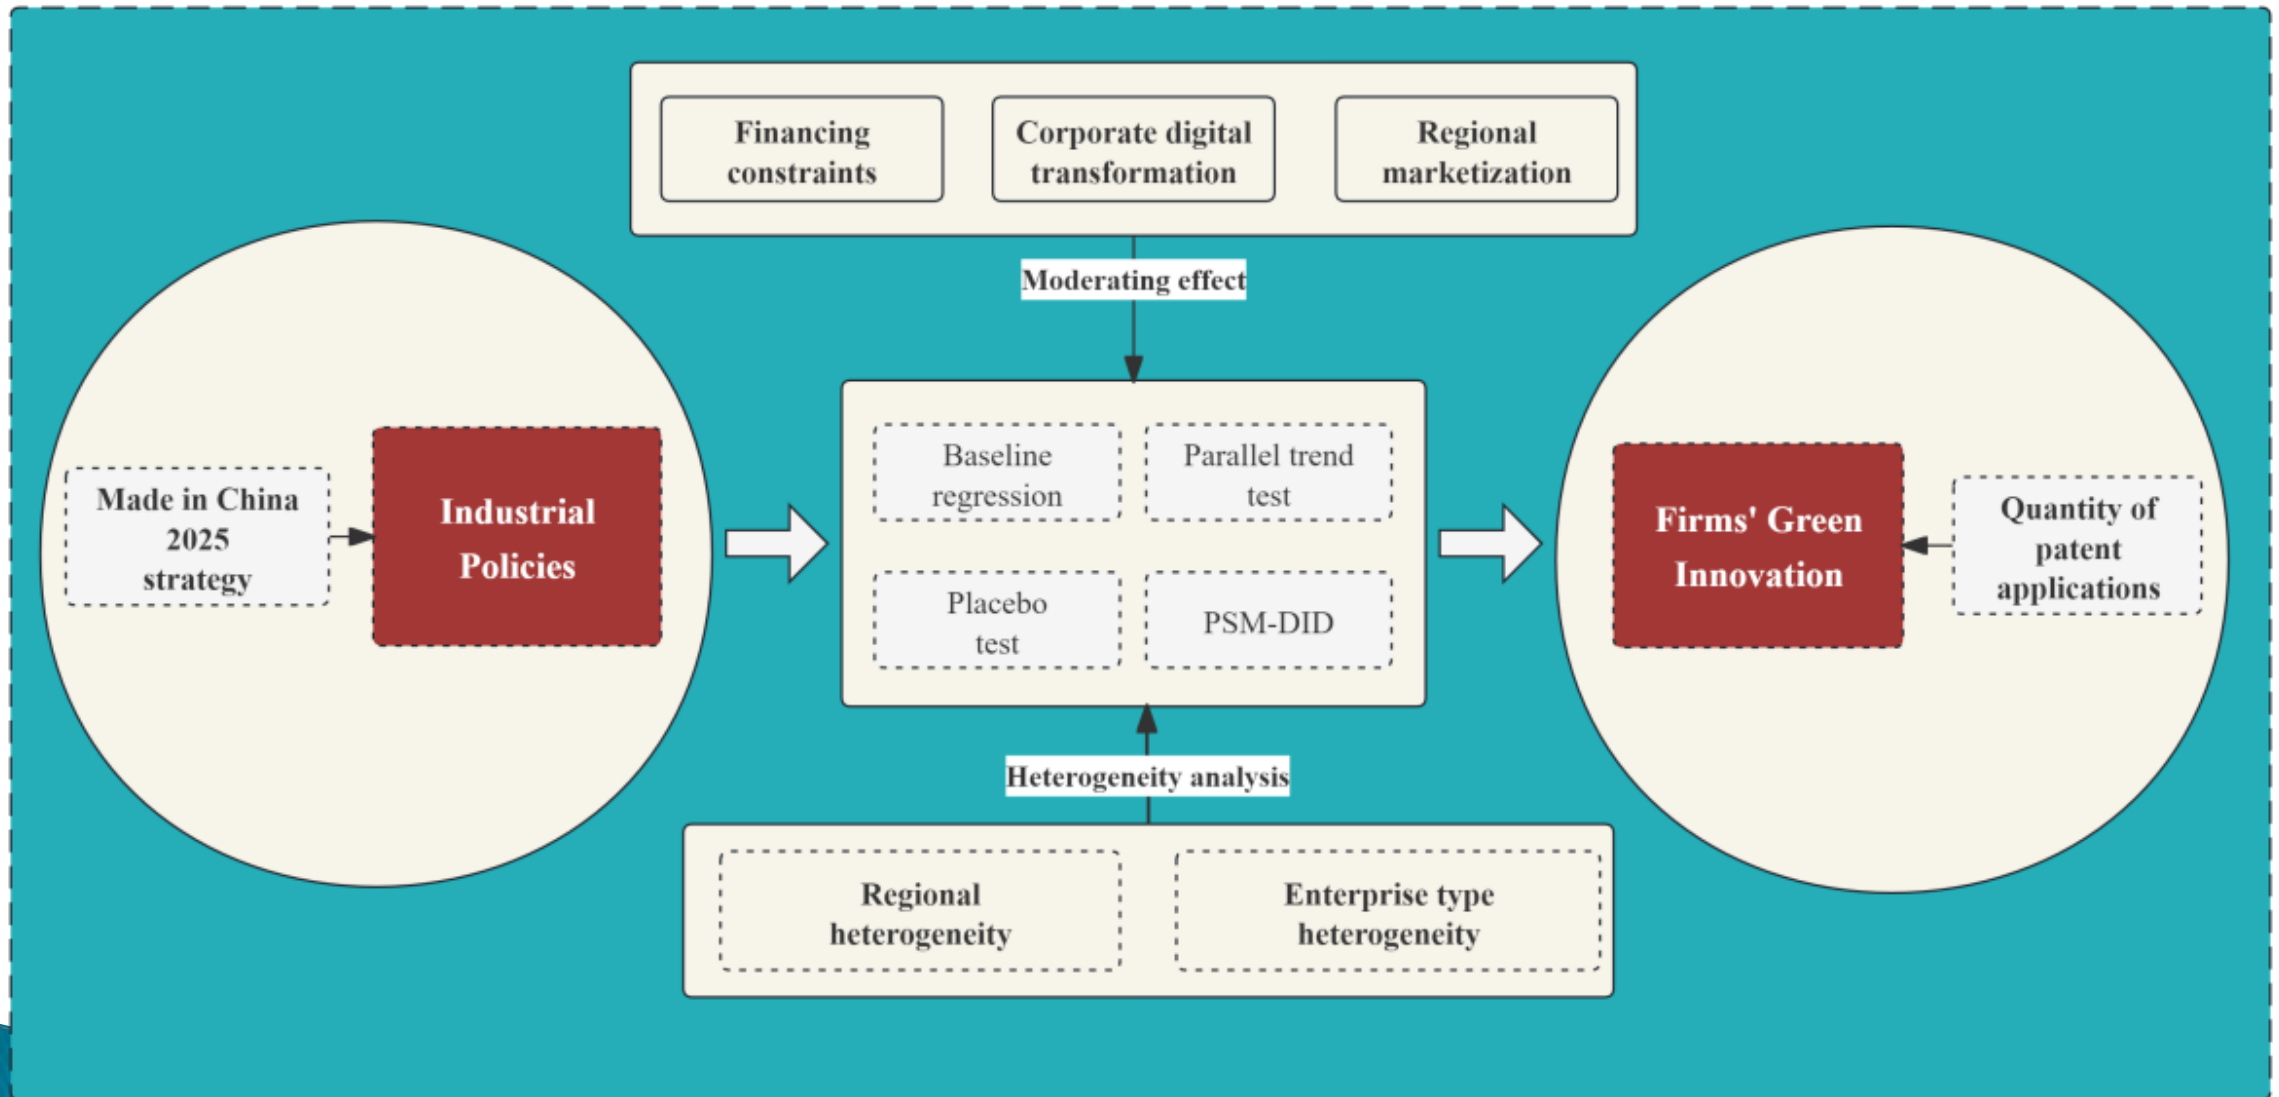 Financing
constraints
Corporate digital
transformation
Regional
marketization
Moderating effect
Made in China
2025
strategy
Industrial
Policies
Baseline
regression
Parallel trend
test
Placebo
test
PSM-DID
Firms' Green
Innovation
Quantity of
patent
applications
Heterogeneity analysis
Regional
heterogeneity
Enterprise type
heterogeneity